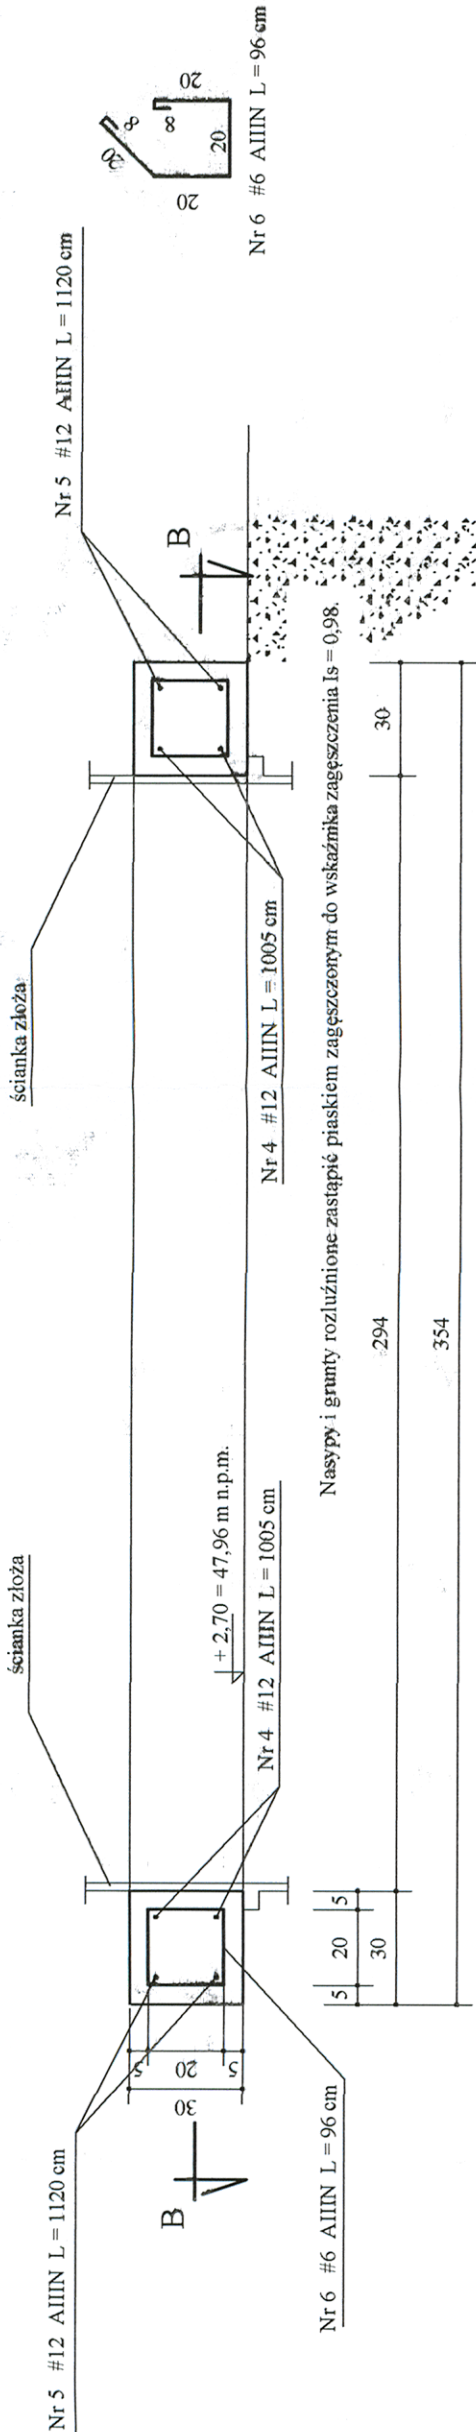 Nr 5 #12 AIIIN L = 1120 cm
ścianka złoża
ścianka złoża
Nr 5 #12 AIIIN L = 1120 cm
20
8
8
20
20
20
Nr 6 #6 AIIIN L = 96 cm
B
B
5
20
5
30
+ 2,70 = 47,96 m n.p.m.
Nr 4 #12 AIIIN L = 1005 cm
Nr 4 #12 AIIIN L = 1005 cm
Nr 6 #6 AIIIN L = 96 cm
Nasypy i grunty rozluźnione zastąpić piaskiem zagęszczonym do wskaźnika zagęszczenia Is = 0,98.
5
20
5
30
294
30
354